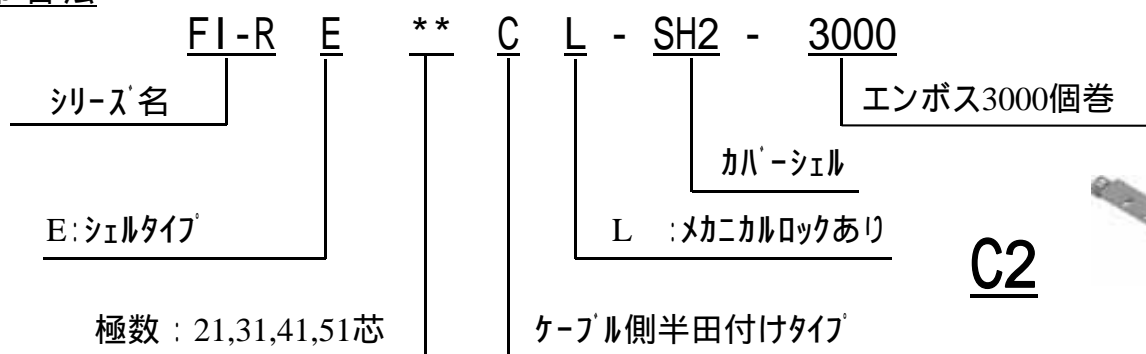 FI-R E ** C L - SH2 - 3000
ｼﾘｰｽﾞ名
エンボス3000個巻
ｶﾊﾞｰｼｪﾙ
E:ｼｪﾙﾀｲﾌﾟ
L :ﾒｶﾆｶﾙﾛｯｸあり
C2
極数：21,31,41,51芯
ｹｰﾌﾞﾙ側半田付けﾀｲﾌﾟ